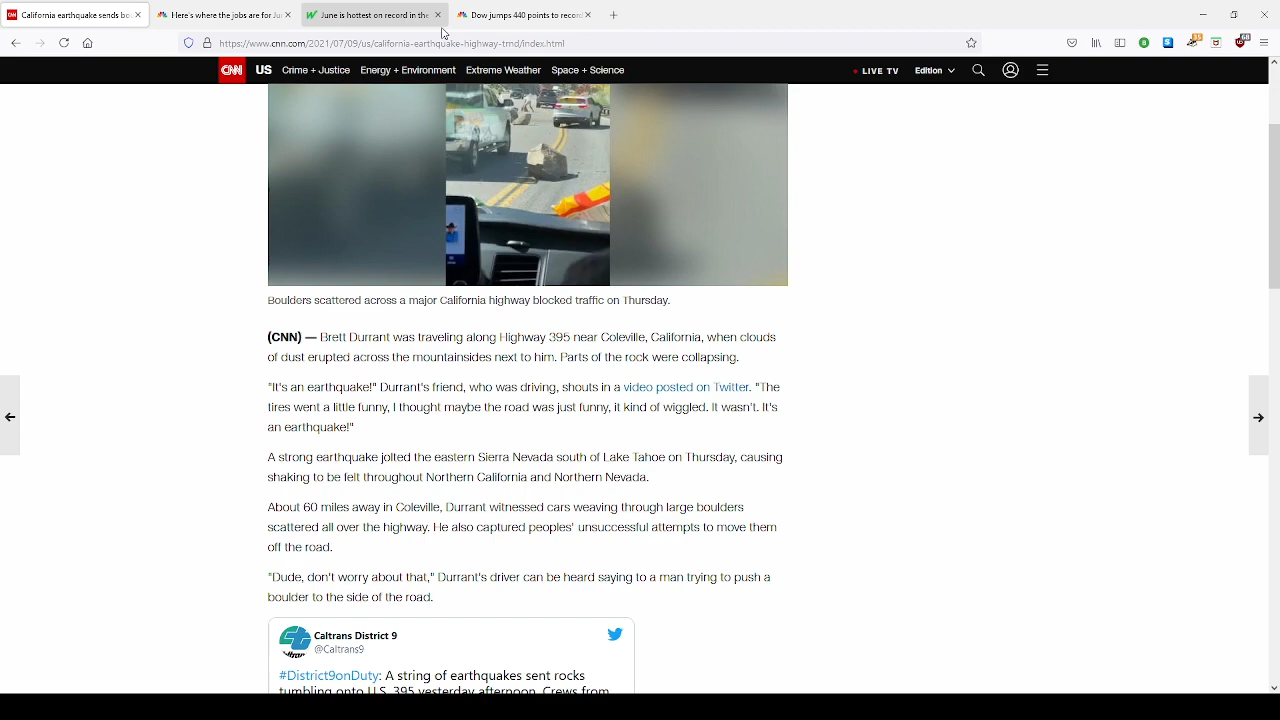 California earthquake sends bo
Here's where the jobs are for Ju
June is hottest on record in the
Dow jumps 440 points to record
https://www.cnn.com/2021/07/09/us/california-earthquake-highway-trnd/index.html
CNN US Crime + Justice Energy + Environment Extreme Weather Space + Science LIVE TV Edition
Boulders scattered across a major California highway blocked traffic on Thursday.
(CNN) — Brett Durrant was traveling along Highway 395 near Coleville, California, when clouds
of dust erupted across the mountainsides next to him. Parts of the rock were collapsing.
"It's an earthquake!" Durrant's friend, who was driving, shouts in a video posted on Twitter. "The
tires went a little funny, I thought maybe the road was just funny, it kind of wiggled. It wasn't. It's
an earthquake!"
A strong earthquake jolted the eastern Sierra Nevada south of Lake Tahoe on Thursday, causing
shaking to be felt throughout Northern California and Northern Nevada.
About 60 miles away in Coleville, Durrant witnessed cars weaving through large boulders
scattered all over the highway. He also captured peoples' unsuccessful attempts to move them
off the road.
"Dude, don't worry about that," Durrant's driver can be heard saying to a man trying to push a
boulder to the side of the road.
Caltrans District 9
@Caltrans9
#District9onDuty: A string of earthquakes sent rocks
tumbling onto U.S. 395 yesterday afternoon. Crews from